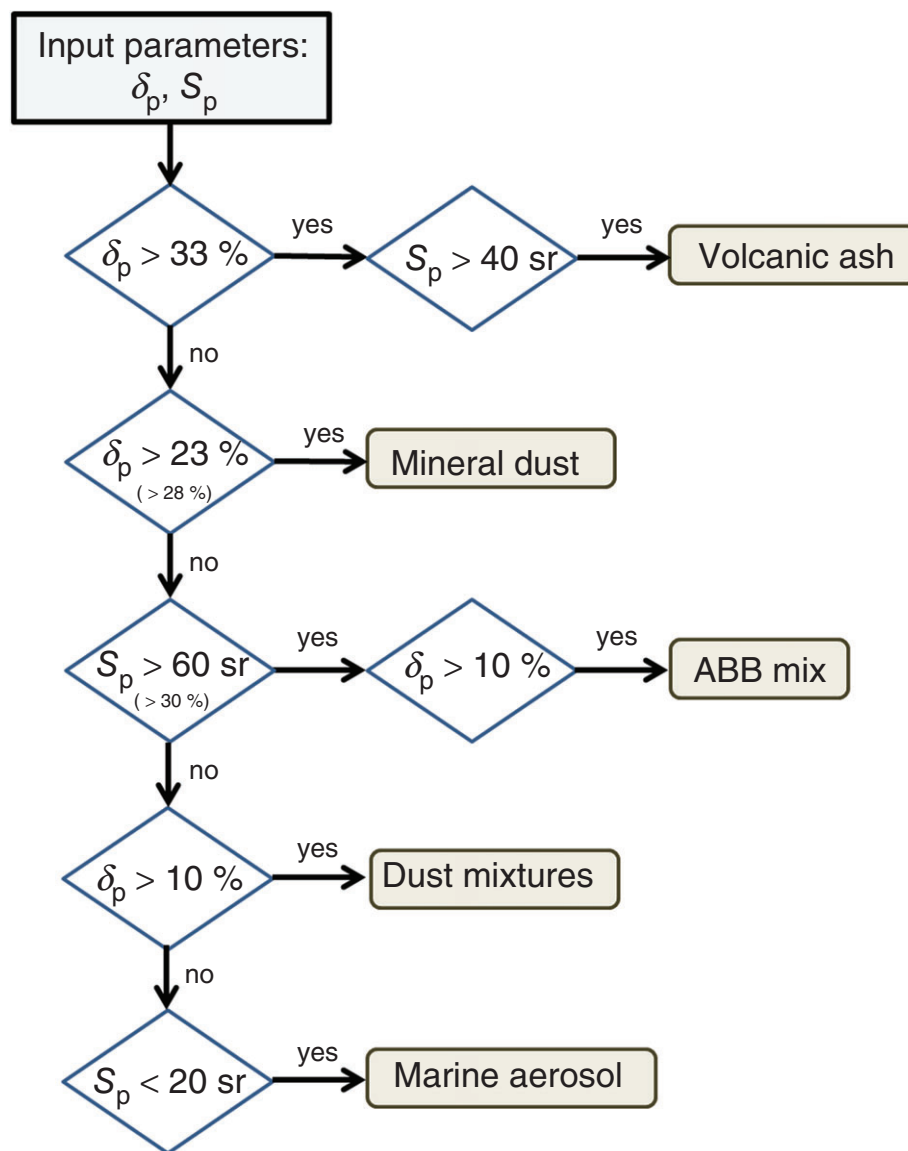 Input parameters:
δp, Sp
δp > 33 %
yes
Sp > 40 sr
yes
Volcanic ash
no
δp > 23 %
( > 28 %)
yes
Mineral dust
no
Sp > 60 sr
( > 30 %)
yes
δp > 10 %
yes
ABB mix
no
δp > 10 %
yes
Dust mixtures
no
Sp < 20 sr
yes
Marine aerosol